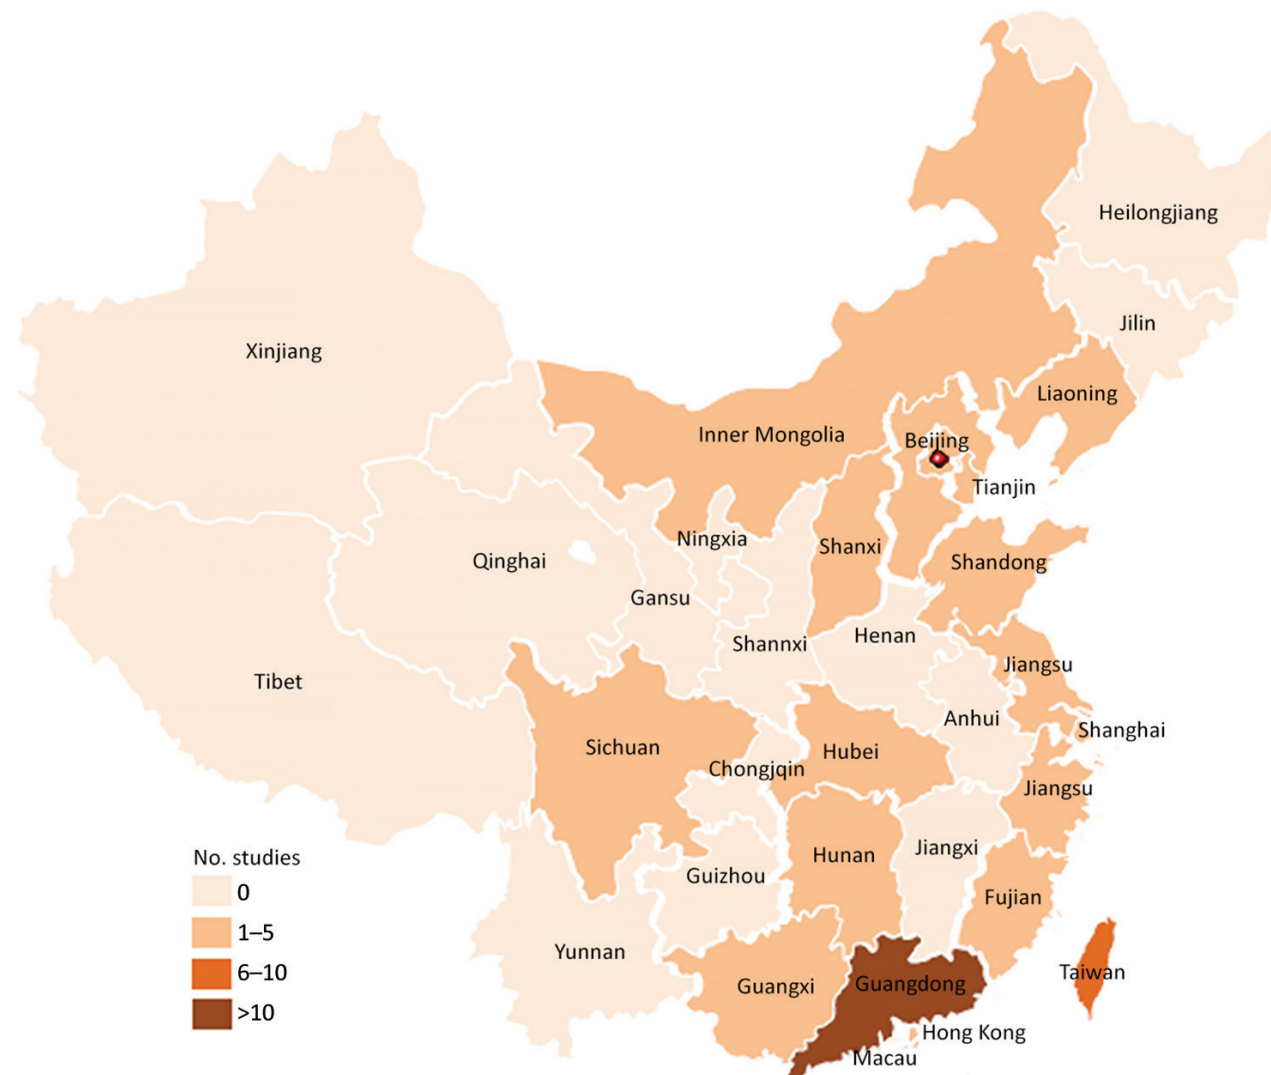 Heilongjiang
Jilin
Xinjiang
Liaoning
Inner Mongolia
Beijing
Tianjin
Ningxia
Shanxi
Qinghai
Shandong
Gansu
Henan
Shannxi
Jiangsu
Tibet
Anhui
Shanghai
Sichuan
Hubei
Chongjqin
Jiangsu
Hunan
Jiangxi
No. studies
Guizhou
0
Fujian
1–5
Yunnan
6–10
Taiwan
Guangxi
Guangdong
>10
Hong Kong
Macau